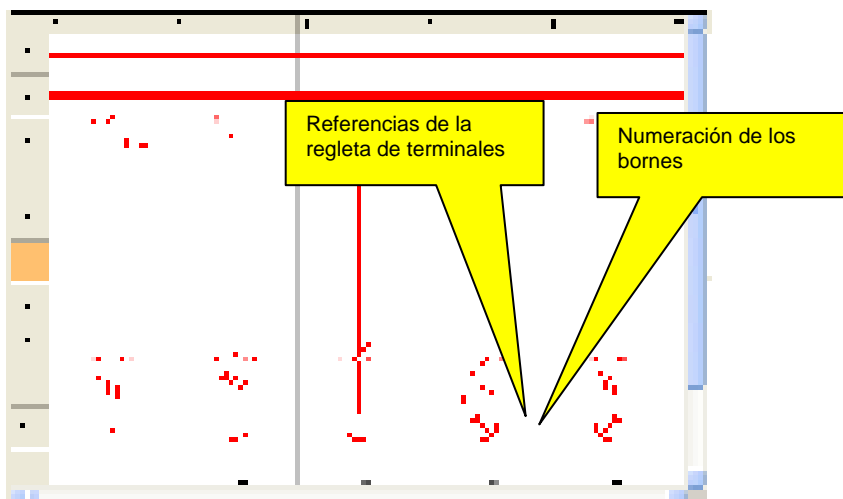 Referencias de la
regleta de terminales
Numeración de los
bornes